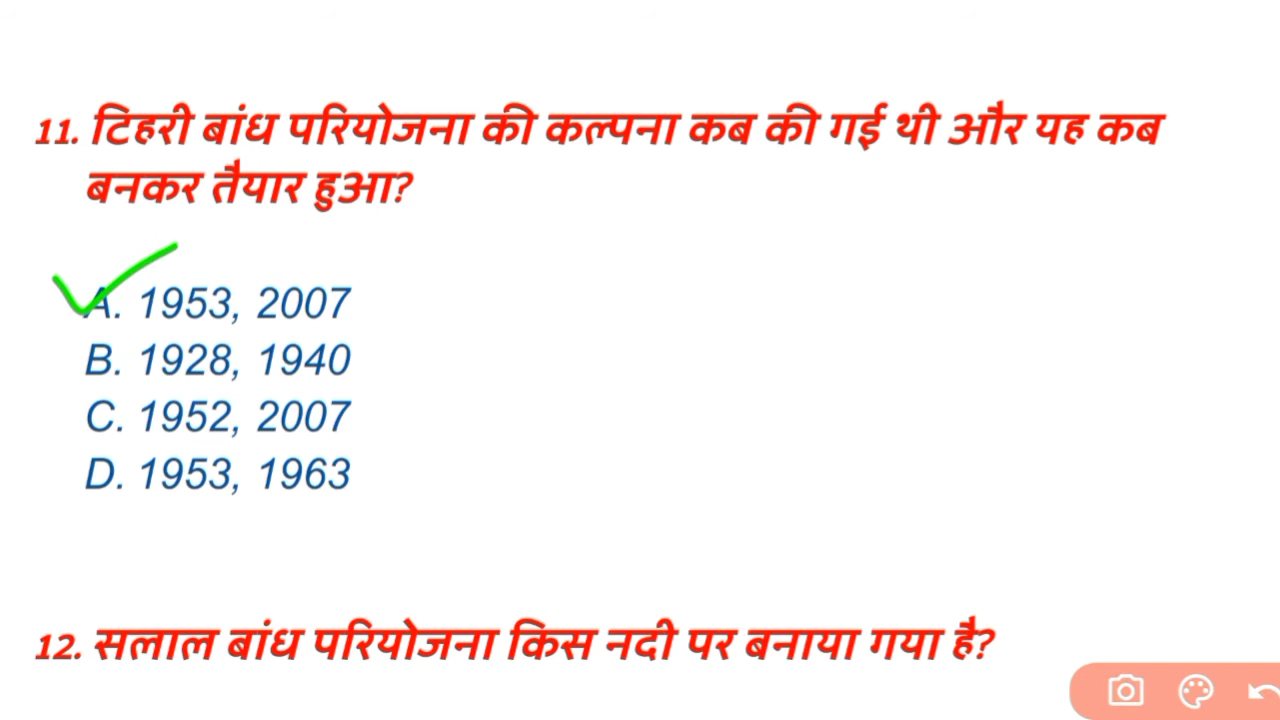 11. टिहरी बांध परियोजना की कल्पना कब की गई थी और यह कब
बनकर तैयार हुआ?
A. 1953, 2007
B. 1928, 1940
C. 1952, 2007
D. 1953, 1963
12. सलाल बांध परियोजना किस नदी पर बनाया गया है?